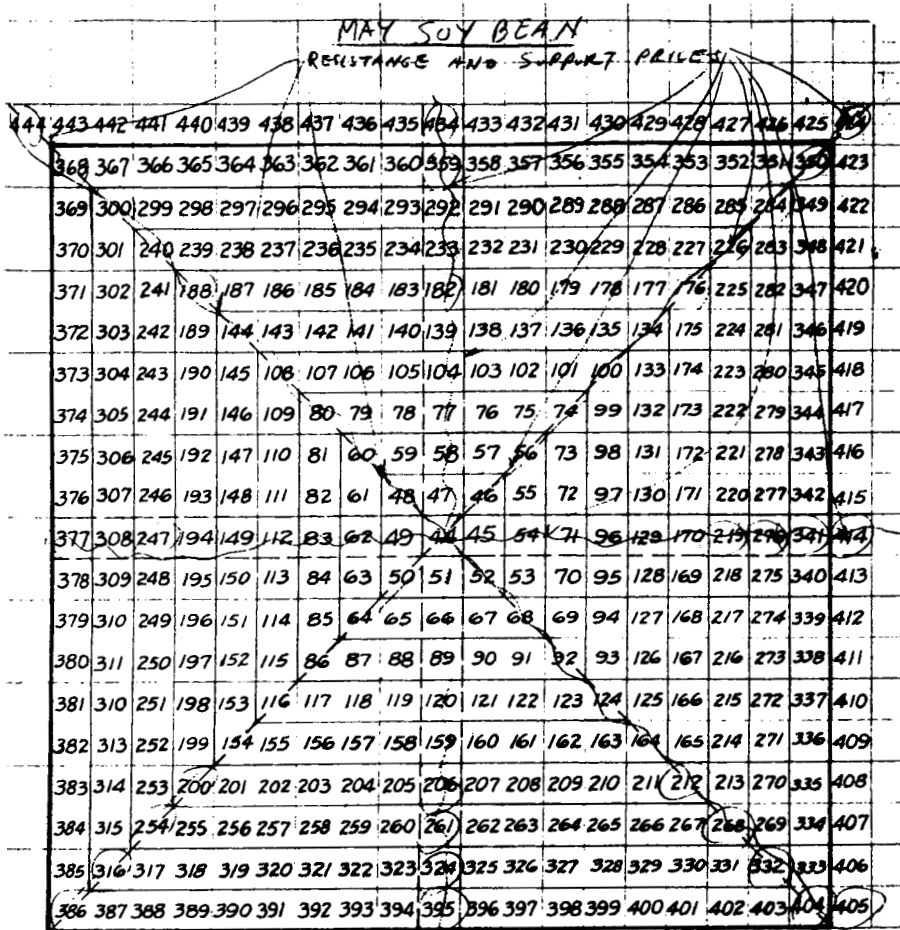 MAY SOY BEAN
RESISTANCE AND SUPPORT PRICES
444 443 442 441 440 439 438 437 436 435 434 433 432 431 430 429 428 427 426 425
368 367 366 365 364 363 362 361 360 359 358 357 356 355 354 353 352 351 350 423
369 300 299 298 297 296 295 294 293 292 291 290 289 288 287 286 285 284 349 422
370 301 240 239 238 237 236 235 234 233 232 231 230 229 228 227 226 283 348 421
371 302 241 188 187 186 185 184 183 182 181 180 179 178 177 176 225 282 347 420
372 303 242 189 144 143 142 141 140 139 138 137 136 135 134 175 224 281 346 419
373 304 243 190 145 108 107 106 105 104 103 102 101 100 133 174 223 280 345 418
374 305 244 191 146 109 80 79 78 77 76 75 74 99 132 173 222 279 344 417
375 306 245 192 147 110 81 60 59 58 57 56 73 98 131 172 221 278 343 416
376 307 246 193 148 111 82 61 48 47 46 55 72 97 130 171 220 277 342 415
377 308 247 194 149 112 83 62 49 44 45 54 71 96 129 170 219 276 341 414
378 309 248 195 150 113 84 63 50 51 52 53 70 95 128 169 218 275 340 413
379 310 249 196 151 114 85 64 65 66 67 68 69 94 127 168 217 274 339 412
380 311 250 197 152 115 86 87 88 89 90 91 92 93 126 167 216 273 338 411
381 310 251 198 153 116 117 118 119 120 121 122 123 124 125 166 215 272 337 410
382 313 252 199 154 155 156 157 158 159 160 161 162 163 164 165 214 271 336 409
383 314 253 200 201 202 203 204 205 206 207 208 209 210 211 212 213 270 335 408
384 315 254 255 256 257 258 259 260 261 262 263 264 265 266 267 268 269 334 407
385 316 317 318 319 320 321 322 323 324 325 326 327 328 329 330 331 332 333 406
386 387 388 389 390 391 392 393 394 395 396 397 398 399 400 401 402 403 404 405